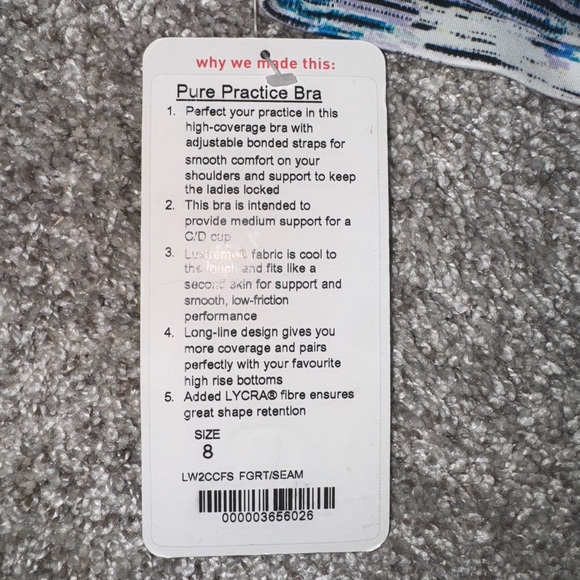 why we made this:
Pure Practice Bra
1. Perfect your practice in this
high-coverage bra with
adjustable bonded straps for
smooth comfort on your
shoulders and support to keep
the ladies locked
2. This bra is intended to
provide medium support for a
C/D cup
3. Luxtreme® fabric is cool to
the touch and fits like a
second skin for support and
smooth, low-friction
performance
4. Long-line design gives you
more coverage and pairs
perfectly with your favourite
high rise bottoms
5. Added LYCRA® fibre ensures
great shape retention
SIZE
8
LW2CCFS FGRT/SEAM
000003656026